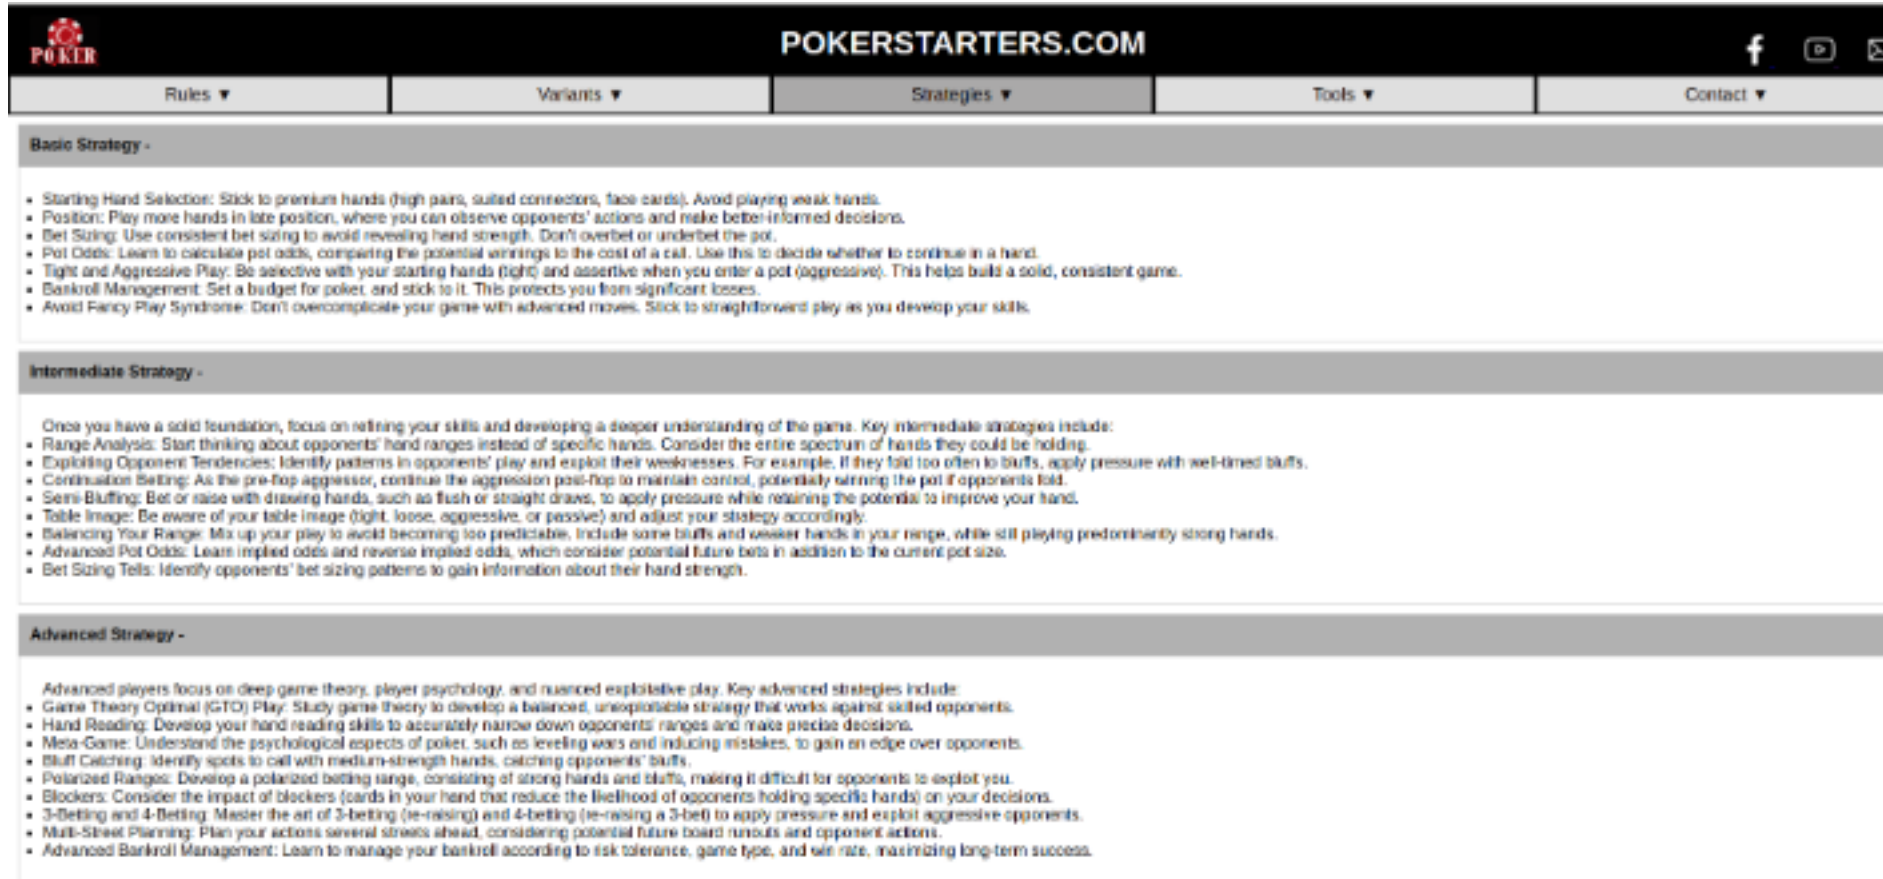 POKER
POKERSTARTERS.COM
Rules ▼
Variants ▼
Strategies ▼
Tools ▼
Contact ▼
Basic Strategy -
• Starting Hand Selection: Stick to premium hands (high pairs, suited connectors, face cards). Avoid playing weak hands.
• Position: Play more hands in late position, where you can observe opponents' actions and make better-informed decisions.
• Bet Sizing: Use consistent bet sizing to avoid revealing hand strength. Don't overbet or underbet the pot.
• Pot Odds: Learn to calculate pot odds, comparing the potential winnings to the cost of a call. Use this to decide whether to continue in a hand.
• Tight and Aggressive Play: Be selective with your starting hands (tight) and assertive when you enter a pot (aggressive). This helps build a solid, consistent game.
• Bankroll Management: Set a budget for poker, and stick to it. This protects you from significant losses.
• Avoid Fancy Play Syndrome: Don't overcomplicate your game with advanced moves. Stick to straightforward play as you develop your skills.
Intermediate Strategy -
Once you have a solid foundation, focus on refining your skills and developing a deeper understanding of the game. Key intermediate strategies include:
• Range Analysis: Start thinking about opponents' hand ranges instead of specific hands. Consider the entire spectrum of hands they could be holding.
• Exploiting Opponent Tendencies: Identify patterns in opponents' play and exploit their weaknesses. For example, if they fold too often to bluffs, apply pressure with well-timed bluffs.
• Continuation Betting: As the pre-flop aggressor, continue the aggression post-flop to maintain control, potentially winning the pot if opponents fold.
• Semi-Bluffing: Bet or raise with drawing hands, such as flush or straight draws, to apply pressure while retaining the potential to improve your hand.
• Table Image: Be aware of your table image (tight, loose, aggressive, or passive) and adjust your strategy accordingly.
• Balancing Your Range: Mix up your play to avoid becoming too predictable. Include some bluffs and weaker hands in your range, while still playing predominantly strong hands.
• Advanced Pot Odds: Learn implied odds and reverse implied odds, which consider potential future bets in addition to the current pot size.
• Bet Sizing Tells: Identify opponents' bet sizing patterns to gain information about their hand strength.
Advanced Strategy -
Advanced players focus on deep game theory, player psychology, and nuanced exploitative play. Key advanced strategies include:
• Game Theory Optimal (GTO) Play: Study game theory to develop a balanced, unexploitable strategy that works against skilled opponents.
• Hand Reading: Develop your hand reading skills to accurately narrow down opponents' ranges and make precise decisions.
• Meta-Game: Understand the psychological aspects of poker, such as leveling wars and inducing mistakes, to gain an edge over opponents.
• Bluff Catching: Identify spots to call with medium-strength hands, catching opponents' bluffs.
• Polarized Ranges: Develop a polarized betting range, consisting of strong hands and bluffs, making it difficult for opponents to exploit you.
• Blockers: Consider the impact of blockers (cards in your hand that reduce the likelihood of opponents holding specific hands) on your decisions.
• 3-Betting and 4-Betting: Master the art of 3-betting (re-raising) and 4-betting (re-raising a 3-bet) to apply pressure and exploit aggressive opponents.
• Multi-Street Planning: Plan your actions several streets ahead, considering potential future board runouts and opponent actions.
• Advanced Bankroll Management: Learn to manage your bankroll according to risk tolerance, game type, and win rate, maximizing long-term success.